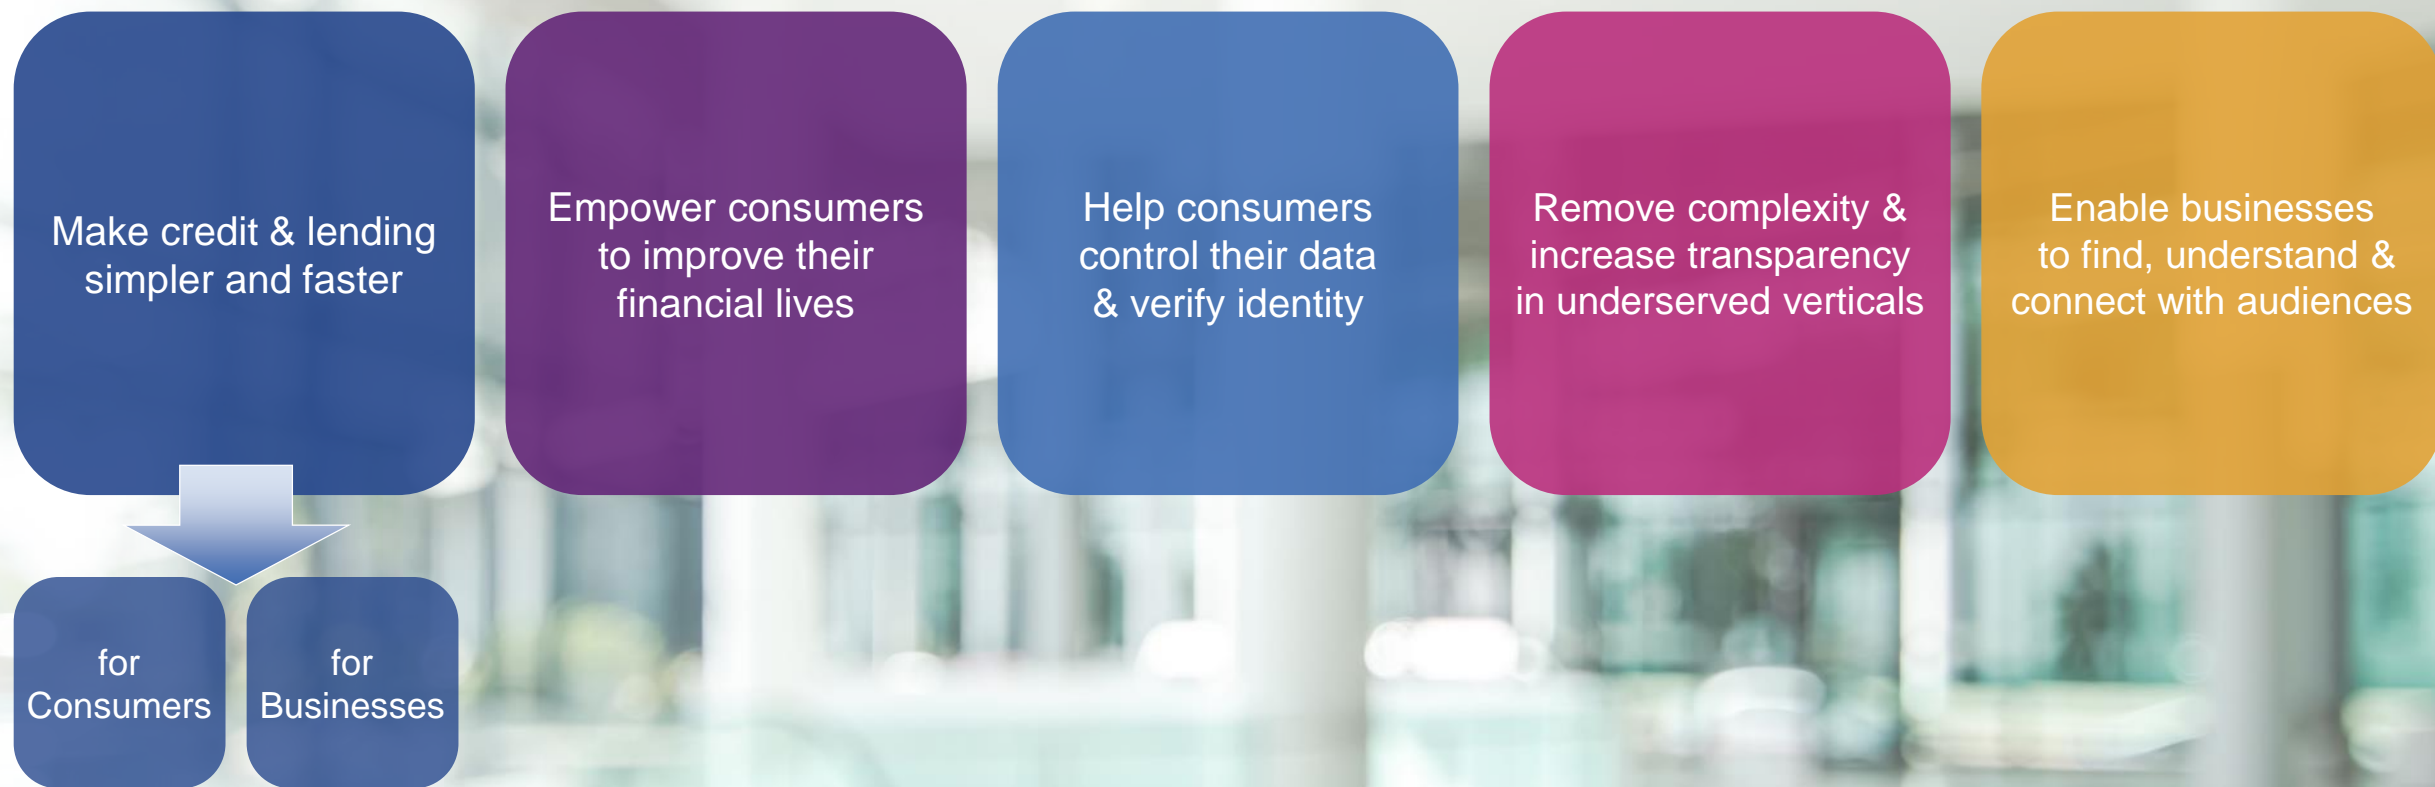 Make credit & lending
simpler and faster
Empower consumers
to improve their
financial lives
Help consumers
control their data
& verify identity
Remove complexity &
increase transparency
in underserved verticals
Enable businesses
to find, understand &
connect with audiences
for
Consumers
for
Businesses